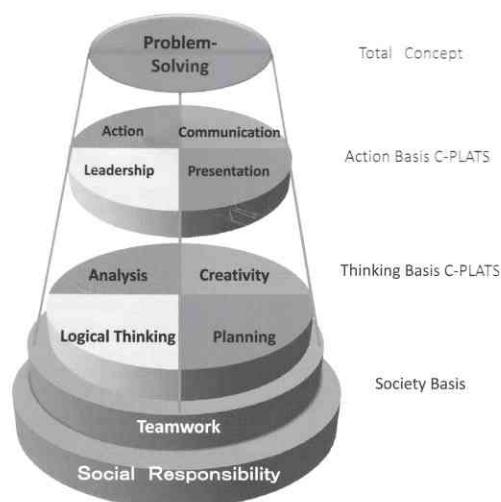 Problem-
Solving
Total Concept
Action
Communication
Leadership
Presentation
Action Basis C-PLATS
Analysis
Creativity
Logical Thinking
Planning
Thinking Basis C-PLATS
Society Basis
Teamwork
Social Responsibility